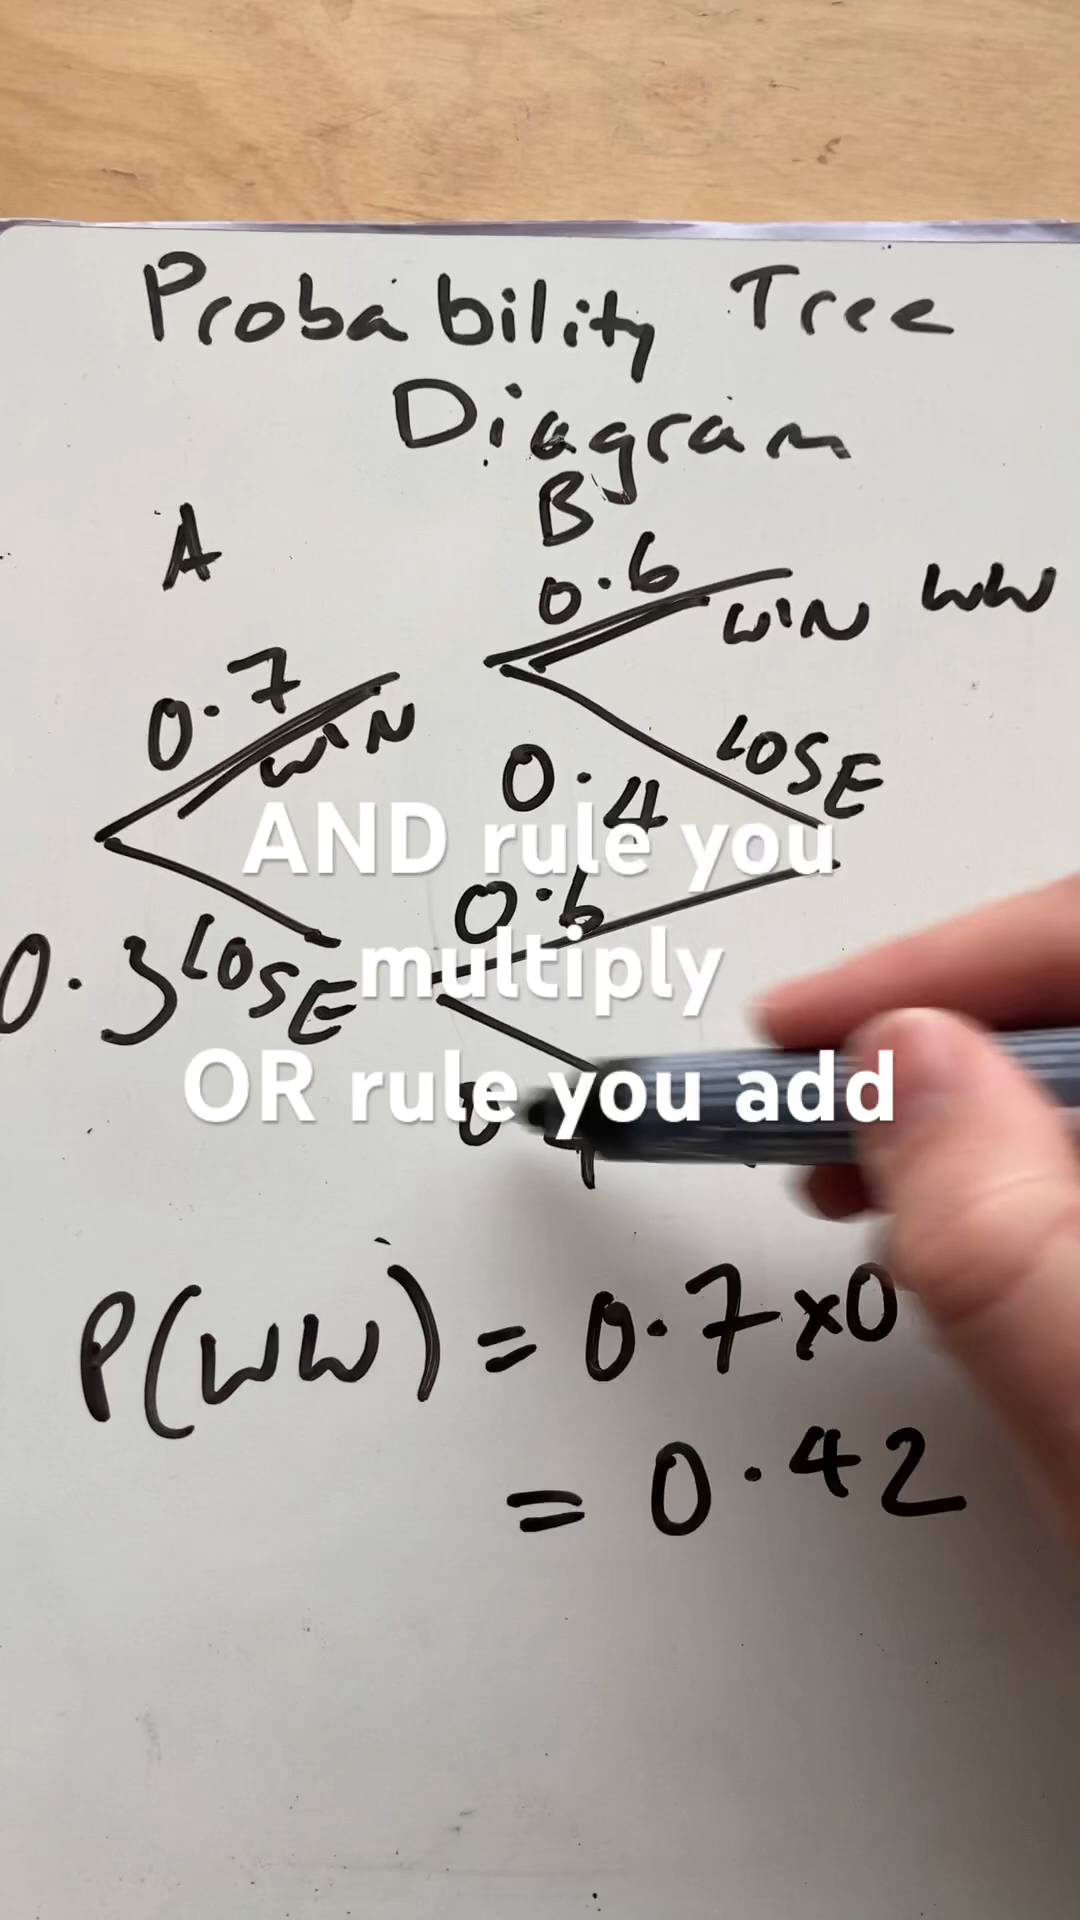 Probability Tree
Diagram
A
B
0.7
WIN
0.6
WIN WW
LOSE
0.4
0.3 LOSE
0.6
AND rule you
multiply
OR rule you add
P(WW) = 0.7 x 0
= 0.42